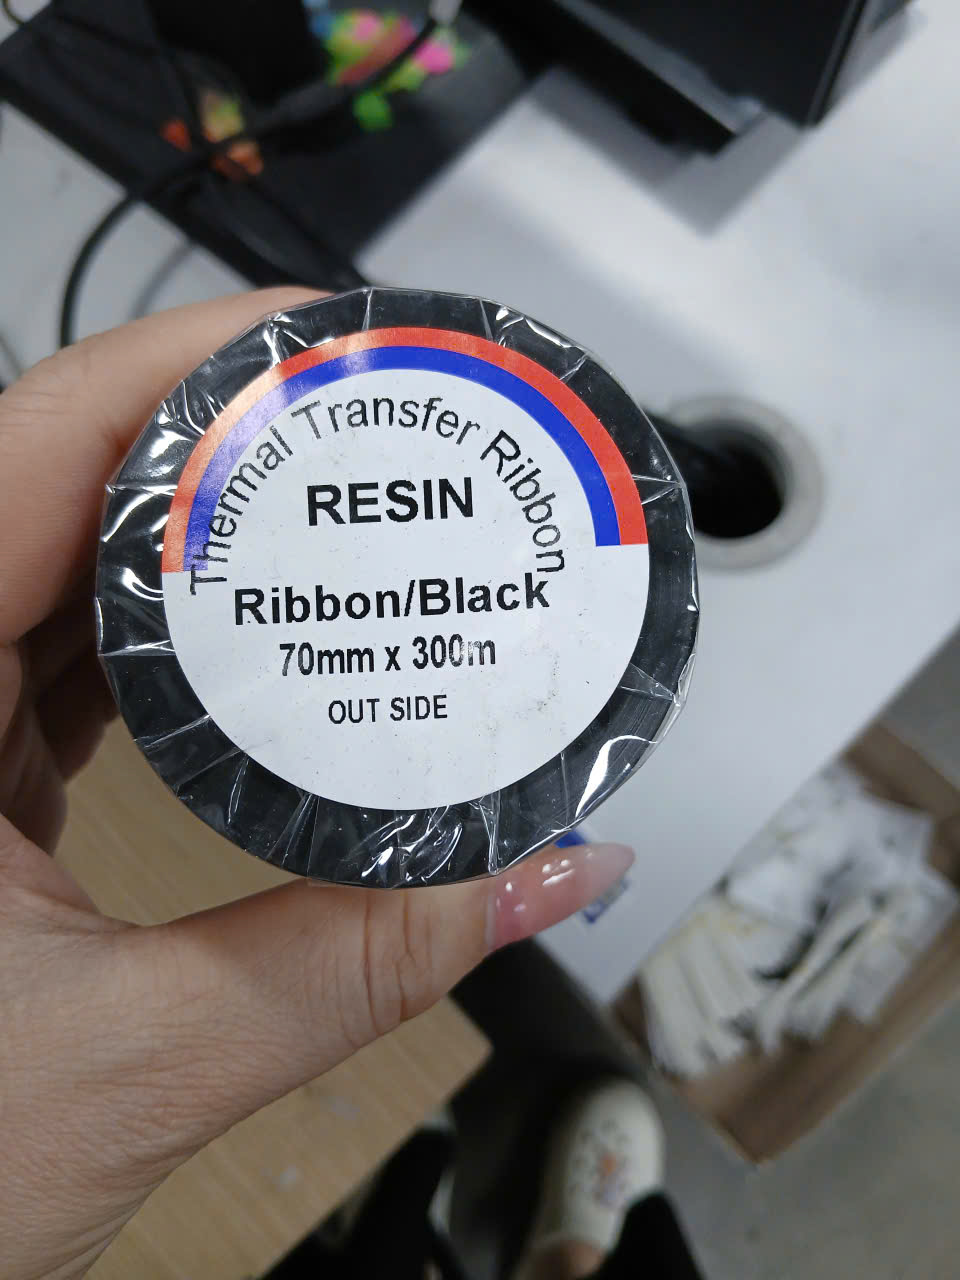 Thermal Transfer Ribbon
RESIN
Ribbon/Black
70mm x 300m
OUT SIDE